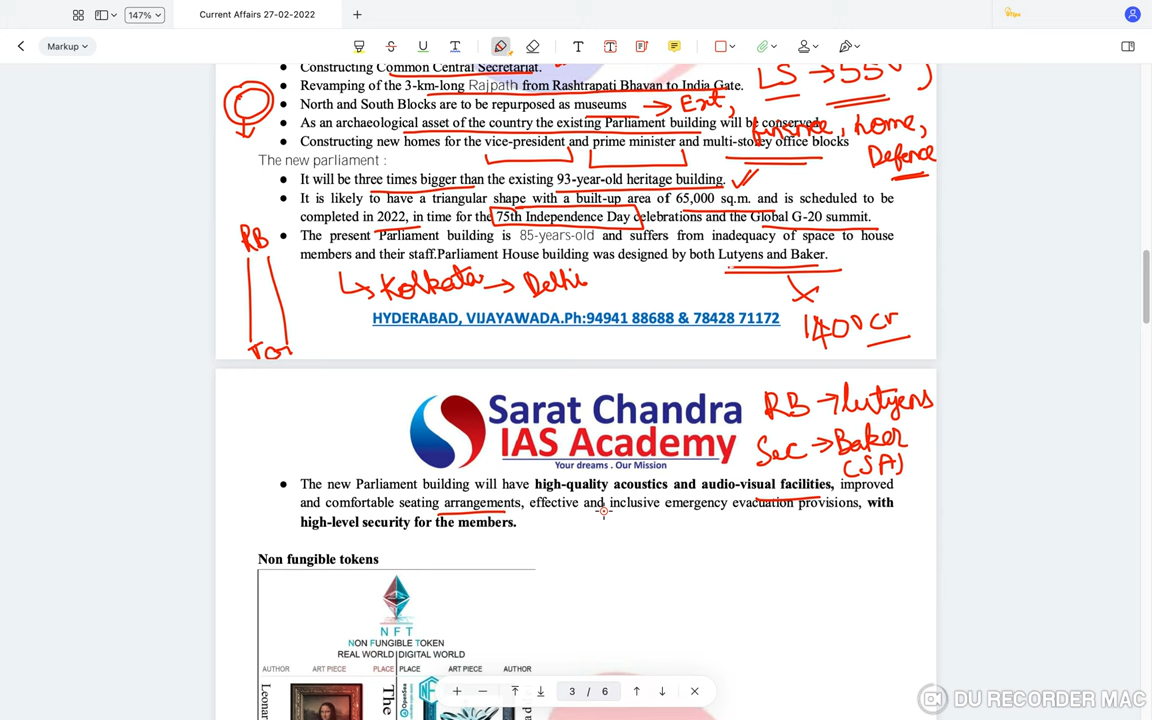 147%
Current Affairs 27-02-2022
Markup
Constructing Common Central Secretariat.
LS → 550
Revamping of the 3-km-long Rajpath from Rashtrapati Bhavan to India Gate.
North and South Blocks are to be repurposed as museums → Ext,
As an archaeological asset of the country the existing Parliament building will be conserved
finance, home,
Constructing new homes for the vice-president and prime minister and multi-storey office blocks
Defence
The new parliament :
It will be three times bigger than the existing 93-year-old heritage building.
It is likely to have a triangular shape with a built-up area of 65,000 sq.m. and is scheduled to be
completed in 2022, in time for the 75th Independence Day celebrations and the Global G-20 summit.
RB
The present Parliament building is 85-years-old and suffers from inadequacy of space to house
members and their staff.Parliament House building was designed by both Lutyens and Baker.
Kolkata → Delhi
HYDERABAD, VIJAYAWADA.Ph:94941 88688 & 78428 71172
1400 cr
Sarat Chandra
IAS Academy
Your dreams . Our Mission
RB → lutyens
Sec → Baker
(SA)
The new Parliament building will have high-quality acoustics and audio-visual facilities, improved
and comfortable seating arrangements, effective and inclusive emergency evacuation provisions, with
high-level security for the members.
Non fungible tokens
NFT
NON FUNGIBLE TOKEN
REAL WORLD DIGITAL WORLD
AUTHOR ART PIECE PLACE PLACE ART PIECE AUTHOR
The
OpenSea
3 / 6
DU RECORDER MAC